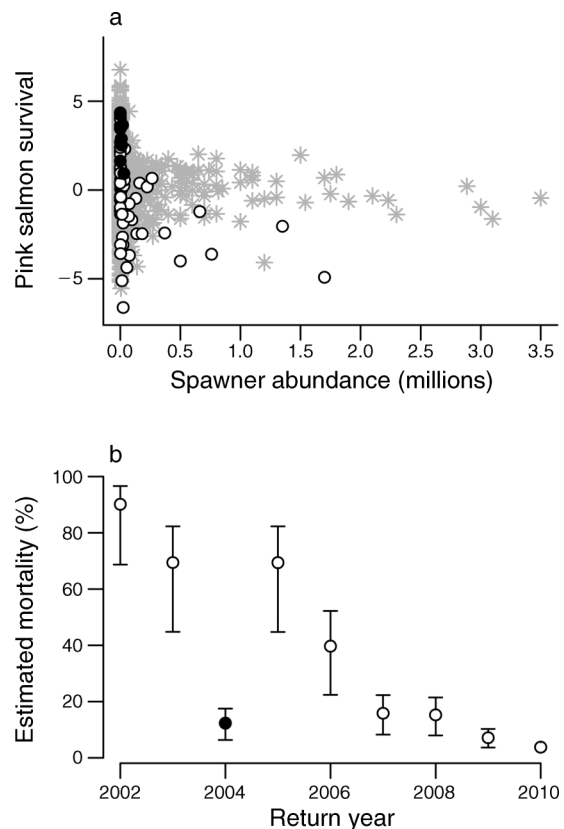 a
Pink salmon survival
5
0
−5
0.0 0.5 1.0 1.5 2.0 2.5 3.0 3.5
Spawner abundance (millions)
b
Estimated mortality (%)
100
80
60
40
20
0
2002 2004 2006 2008 2010
Return year